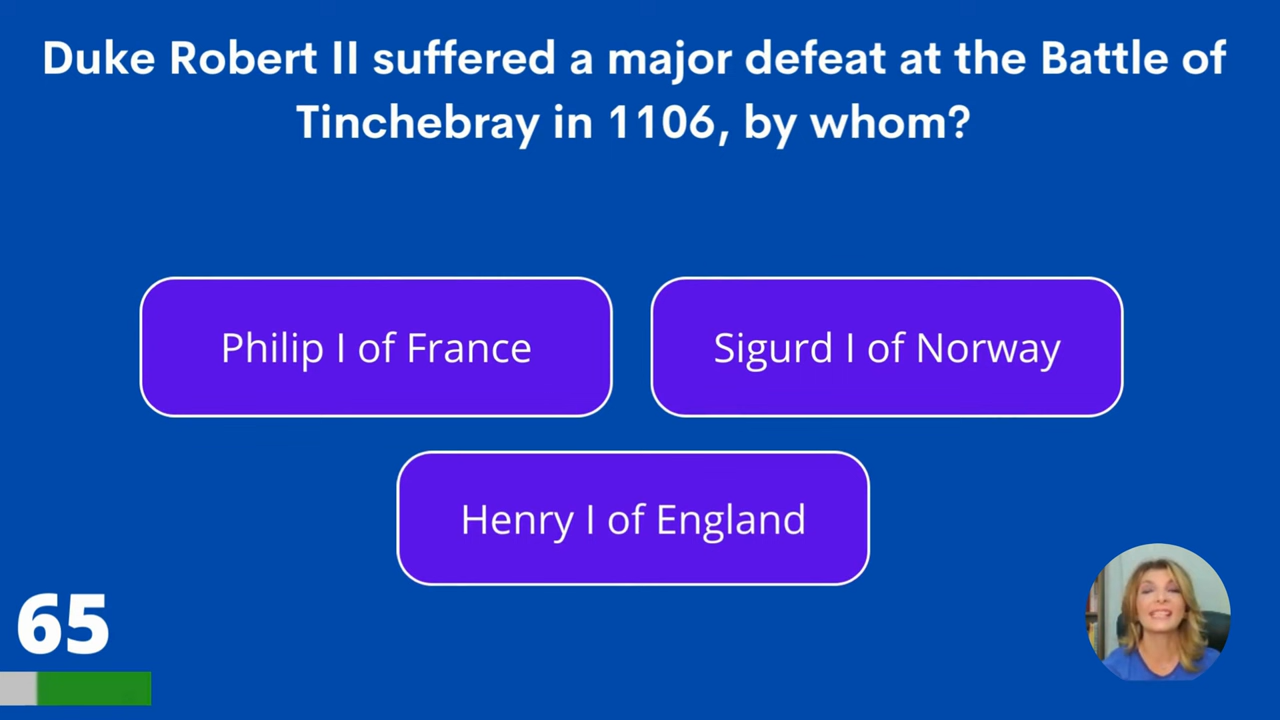 Duke Robert II suffered a major defeat at the Battle of
Tinchebray in 1106, by whom?
Philip I of France
Sigurd I of Norway
Henry I of England
65